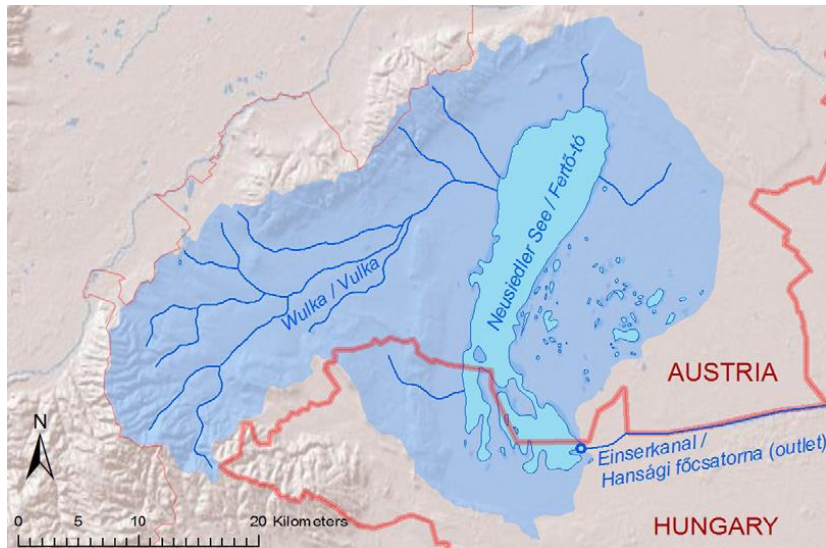 Neusiedler See / Fertő-tó
Wulka / Vulka
AUSTRIA
Einserkanal /
Hansági főcsatorna (outlet)
N
0 5 10 20 Kilometers
HUNGARY